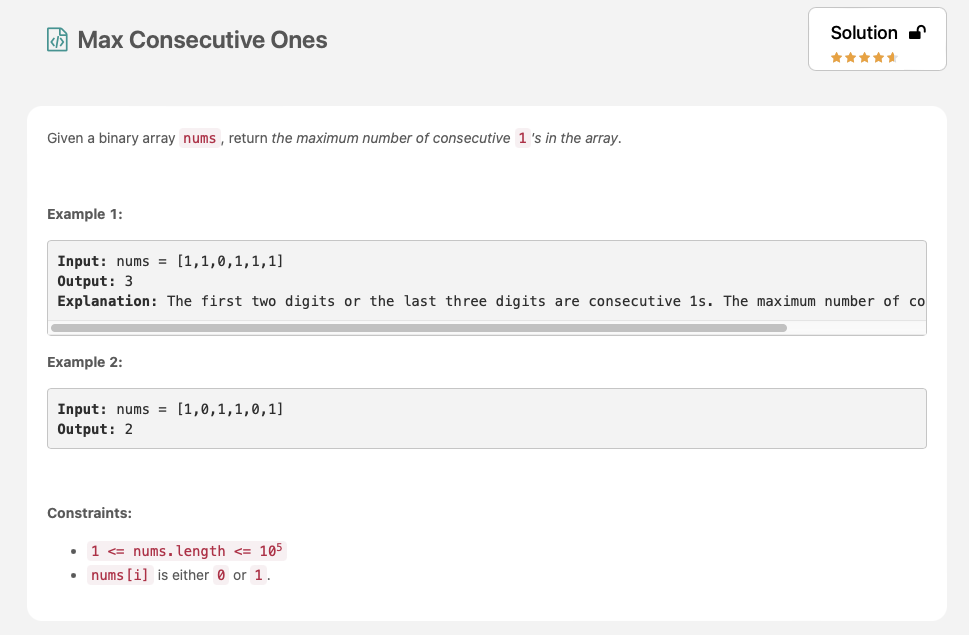 Max Consecutive Ones
Solution
Given a binary array nums, return the maximum number of consecutive 1's in the array.
Example 1:
Input: nums = [1,1,0,1,1,1]
Output: 3
Explanation: The first two digits or the last three digits are consecutive 1s. The maximum number of co
Example 2:
Input: nums = [1,0,1,1,0,1]
Output: 2
Constraints:
• 1 <= nums.length <= 10⁵
• nums[i] is either 0 or 1.